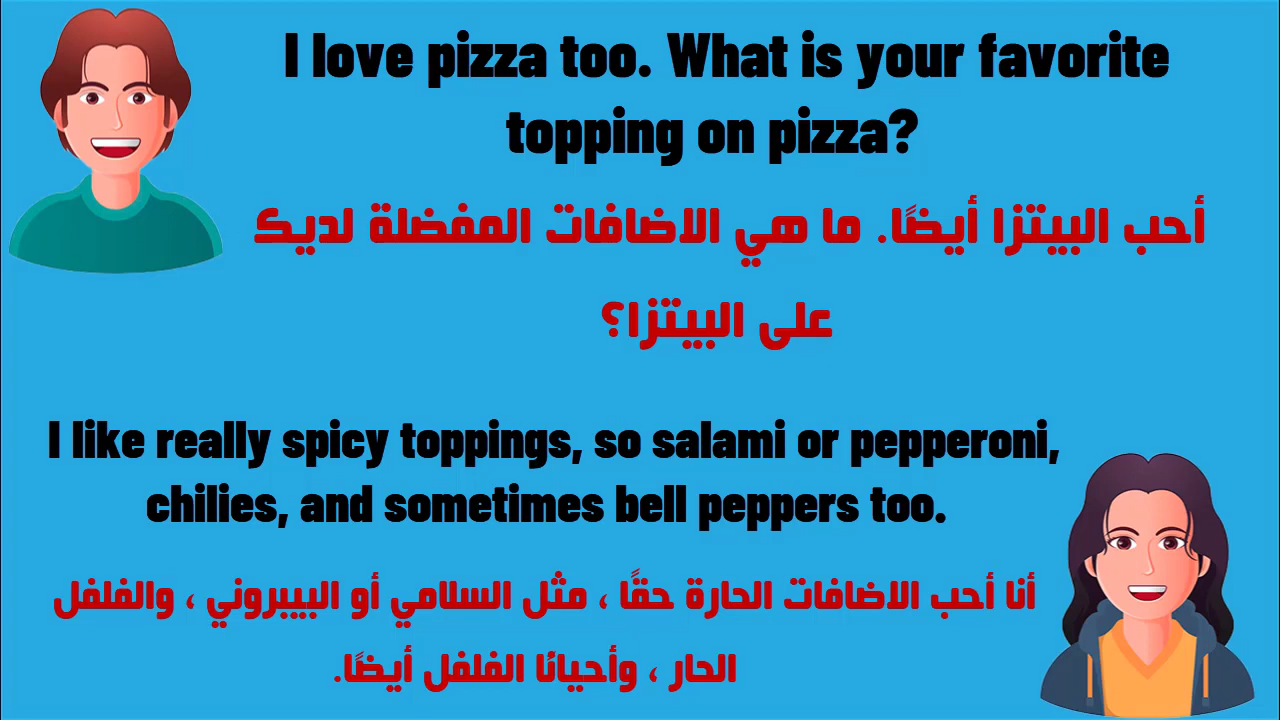 I love pizza too. What is your favorite
topping on pizza?
أحب البيتزا أيضًا. ما هي الاضافات المفضلة لديك
على البيتزا؟
I like really spicy toppings, so salami or pepperoni,
chilies, and sometimes bell peppers too.
أنا أحب الاضافات الحارة حقًا ، مثل السلامي أو البيبروني ، والفلفل
الحار ، وأحيانًا الفلفل أيضًا.